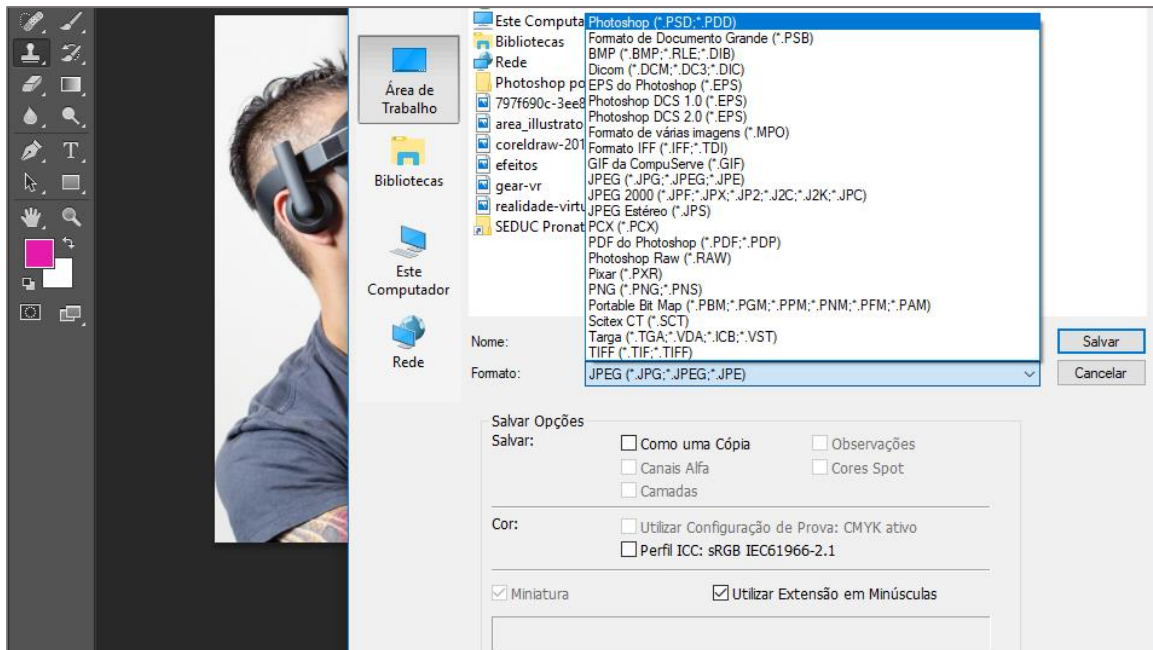 T
Área de
Trabalho
Bibliotecas
Este
Computador
Rede
Este Computa
Bibliotecas
Rede
Photoshop po
797f690c-3ee8
area_illustrato
coreldraw-201
efeitos
gear-vr
realidade-virtu
SEDUC Pronat
Photoshop (*.PSD;*.PDD)
Formato de Documento Grande (*.PSB)
BMP (*.BMP;*.RLE;*.DIB)
Dicom (*.DCM;*.DC3;*.DIC)
EPS do Photoshop (*.EPS)
Photoshop DCS 1.0 (*.EPS)
Photoshop DCS 2.0 (*.EPS)
Formato de várias imagens (*.MPO)
Formato IFF (*.IFF;*.TDI)
GIF da CompuServe (*.GIF)
JPEG (*.JPG;*.JPEG;*.JPE)
JPEG 2000 (*.JPF;*.JPX;*.JP2;*.J2C;*.J2K;*.JPC)
JPEG Estéreo (*.JPS)
PCX (*.PCX)
PDF do Photoshop (*.PDF;*.PDP)
Photoshop Raw (*.RAW)
Pixar (*.PXR)
PNG (*.PNG;*.PNS)
Portable Bit Map (*.PBM;*.PGM;*.PPM;*.PNM;*.PFM;*.PAM)
Scitex CT (*.SCT)
Targa (*.TGA;*.VDA;*.ICB;*.VST)
TIFF (*.TIF;*.TIFF)
Nome:
Salvar
Formato: JPEG (*.JPG;*.JPEG;*.JPE)
Cancelar
Salvar Opções
Salvar: Como uma Cópia Observações
Canais Alfa Cores Spot
Camadas
Cor: Utilizar Configuração de Prova: CMYK ativo
Perfil ICC: sRGB IEC61966-2.1
Miniatura Utilizar Extensão em Minúsculas